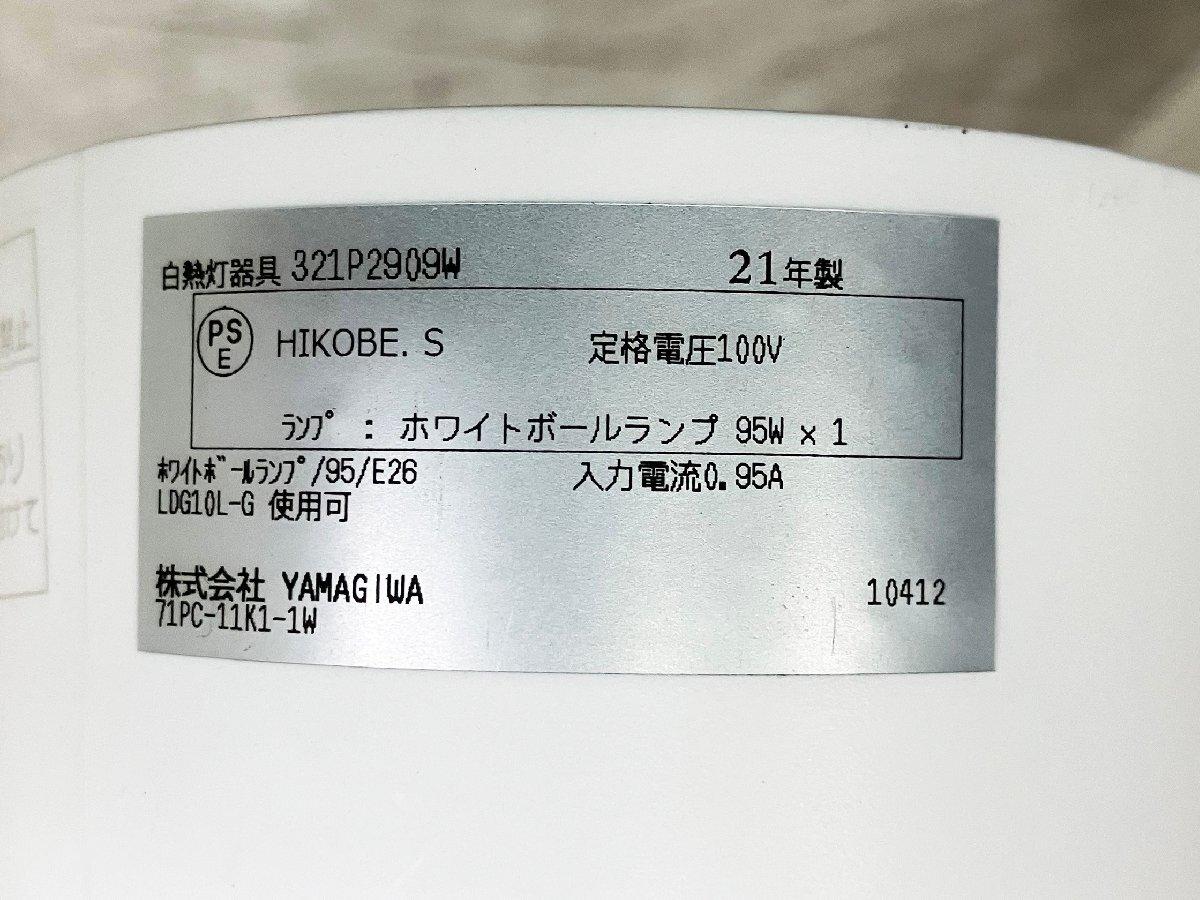 白熱灯器具 321P2909W 21年製
PS
E
HIKOBE. S 定格電圧100V
ﾗﾝﾌﾟ : ホワイトボールランプ 95W x 1
ﾎﾜｲﾄﾎﾞｰﾙﾗﾝﾌﾟ/95/E26 入力電流0.95A
LDG10L-G 使用可
株式会社 YAMAGIWA 10412
71PC-11K1-1W